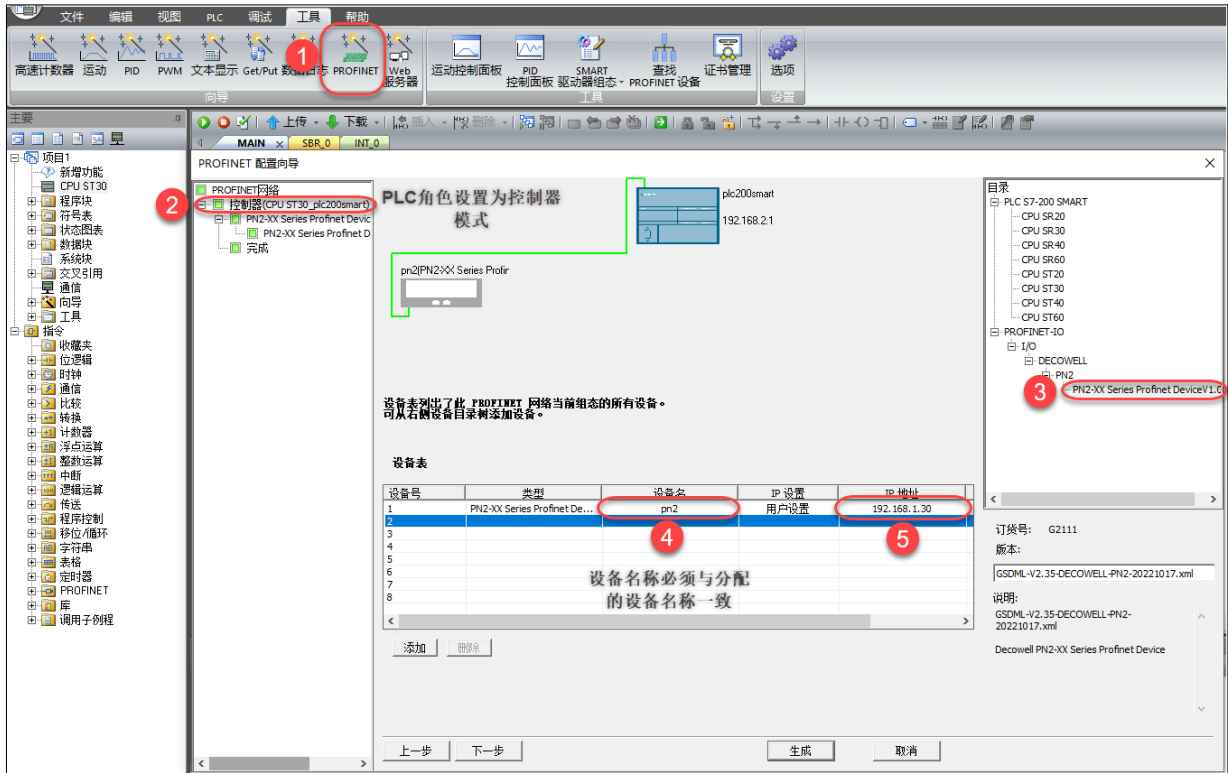 文件 编辑 视图 PLC 调试 工具 帮助
高速计数器 运动 PID PWM 文本显示 Get/Put 数据日志 PROFINET Web服务器
向导
运动控制面板 PID控制面板 SMART驱动器组态 查找PROFINET设备 证书管理
工具
选项
设置
1
主要
上传 下载 插入 删除
MAIN SBR_0 INT_0
项目1
新增功能
CPU ST30
程序块
符号表
状态图表
数据块
系统块
交叉引用
通信
向导
工具
指令
收藏夹
位逻辑
时钟
通信
比较
转换
计数器
浮点运算
整数运算
中断
逻辑运算
传送
程序控制
移位/循环
字符串
表格
定时器
PROFINET
库
调用子例程
PROFINET 配置向导
PROFINET网络
2
控制器(CPU ST30_plc200smart)
PN2-XX Series Profinet Devic
PN2-XX Series Profinet D
完成
PLC角色设置为控制器
模式
plc200smart
192.168.2.1
pn2(PN2-XX Series Profir
设备表列出了此 PROFINET 网络当前组态的所有设备。
可从右侧设备目录树添加设备。
设备表
设备号 类型 设备名 IP 设置 IP 地址
1 PN2-XX Series Profinet De... pn2 用户设置 192.168.1.30
2
3
4
5
6
7
8
4
5
设备名称必须与分配
的设备名称一致
添加 删除
上一步 下一步 生成 取消
目录
PLC S7-200 SMART
CPU SR20
CPU SR30
CPU SR40
CPU SR60
CPU ST20
CPU ST30
CPU ST40
CPU ST60
PROFINET-IO
I/O
DECOWELL
PN2
3
PN2-XX Series Profinet DeviceV1.0
订货号: G2111
版本:
GSDML-V2.35-DECOWELL-PN2-20221017.xml
说明:
GSDML-V2.35-DECOWELL-PN2-
20221017.xml
Decowell PN2-XX Series Profinet Device